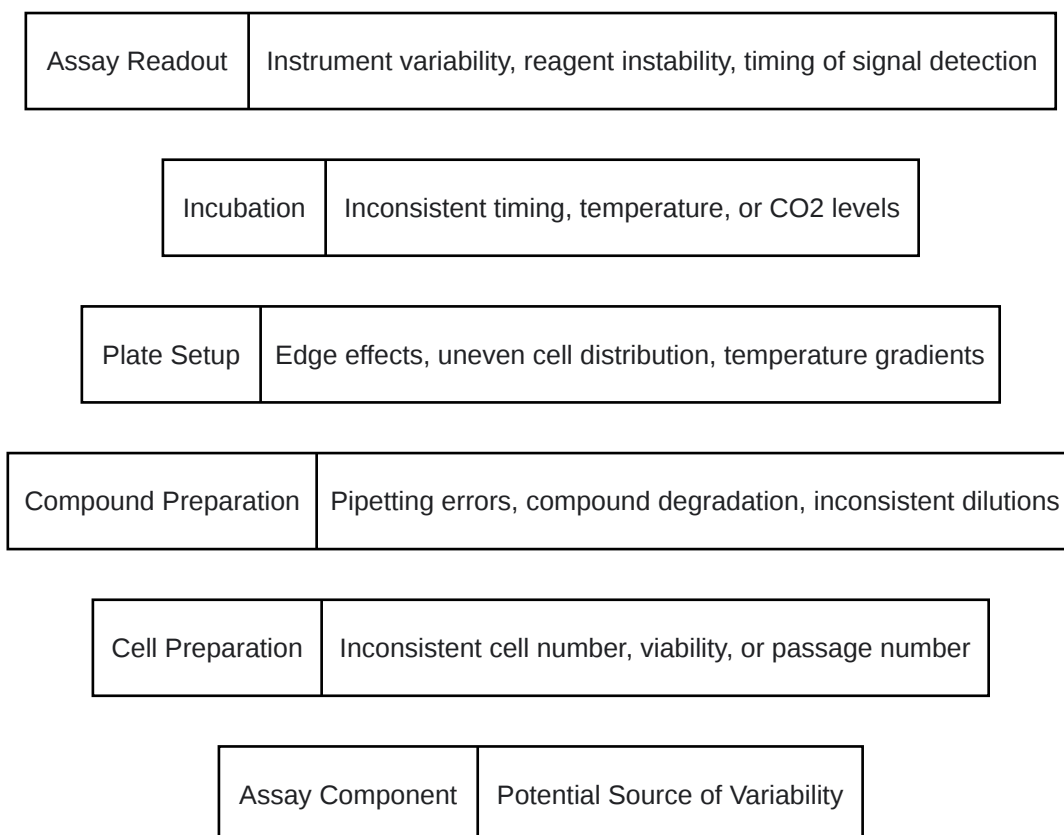 Assay Readout Instrument variability, reagent instability, timing of signal detection
Incubation Inconsistent timing, temperature, or CO2 levels
Plate Setup Edge effects, uneven cell distribution, temperature gradients
Compound Preparation Pipetting errors, compound degradation, inconsistent dilutions
Cell Preparation Inconsistent cell number, viability, or passage number
Assay Component Potential Source of Variability